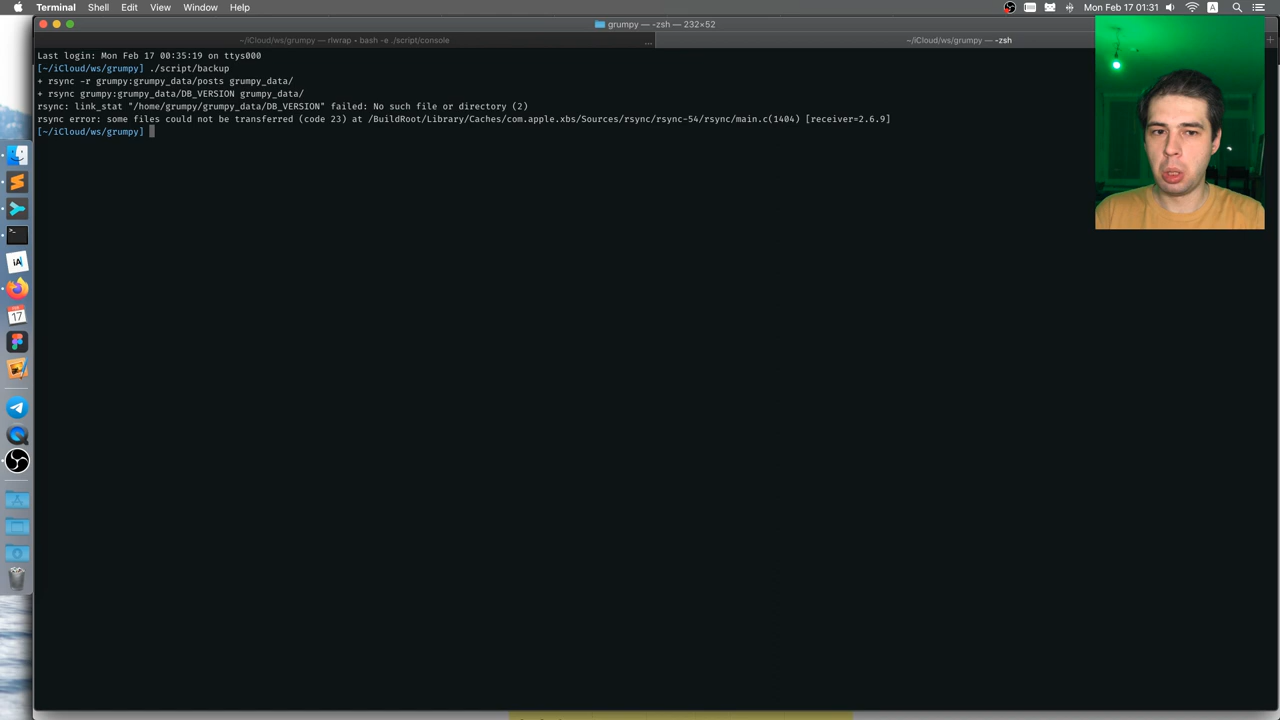 Terminal Shell Edit View Window Help
Mon Feb 17 01:31
A
grumpy — -zsh — 232×52
~/iCloud/ws/grumpy — rlwrap - bash -e ./script/console
...
~/iCloud/ws/grumpy — -zsh
Last login: Mon Feb 17 00:35:19 on ttys000
[~/iCloud/ws/grumpy] ./script/backup
+ rsync -r grumpy:grumpy_data/posts grumpy_data/
+ rsync grumpy:grumpy_data/DB_VERSION grumpy_data/
rsync: link_stat "/home/grumpy/grumpy_data/DB_VERSION" failed: No such file or directory (2)
rsync error: some files could not be transferred (code 23) at /BuildRoot/Library/Caches/com.apple.xbs/Sources/rsync/rsync-54/rsync/main.c(1404) [receiver=2.6.9]
[~/iCloud/ws/grumpy]
iA
17